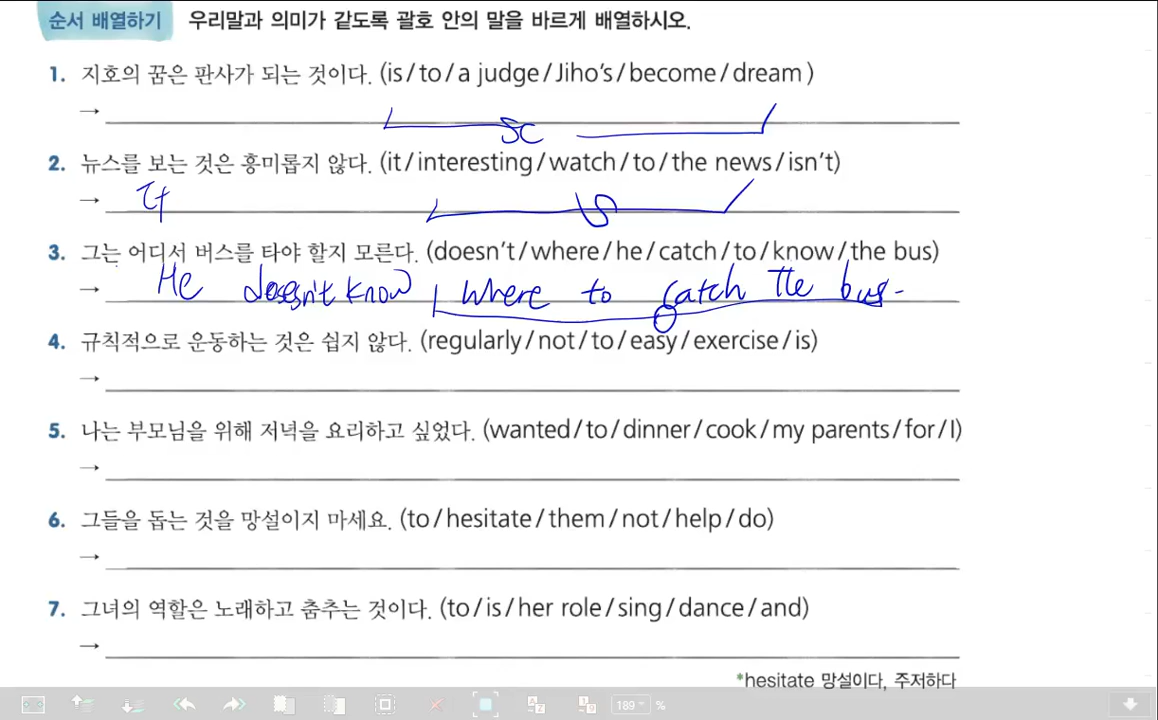 순서 배열하기 우리말과 의미가 같도록 괄호 안의 말을 바르게 배열하시오.
1. 지호의 꿈은 판사가 되는 것이다. (is / to / a judge / Jiho's / become / dream )
→
SC
2. 뉴스를 보는 것은 흥미롭지 않다. (it / interesting / watch / to / the news / isn't)
→ It
S
3. 그는 어디서 버스를 타야 할지 모른다. (doesn't / where / he / catch / to / know / the bus)
→ He doesn't know where to catch the bus.
O
4. 규칙적으로 운동하는 것은 쉽지 않다. (regularly / not / to / easy / exercise / is)
→
5. 나는 부모님을 위해 저녁을 요리하고 싶었다. (wanted / to / dinner / cook / my parents / for / I)
→
6. 그들을 돕는 것을 망설이지 마세요. (to / hesitate / them / not / help / do)
→
7. 그녀의 역할은 노래하고 춤추는 것이다. (to / is / her role / sing / dance / and)
→
*hesitate 망설이다, 주저하다
189 %